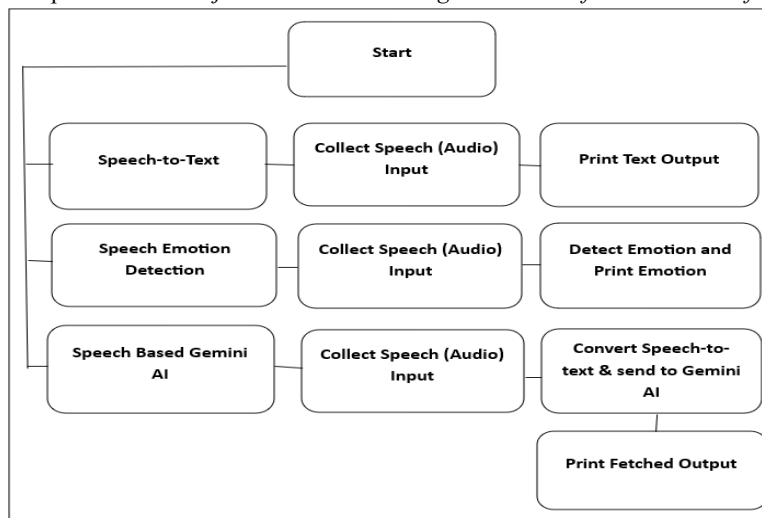 Start
Speech-to-Text
Collect Speech (Audio)
Input
Print Text Output
Speech Emotion
Detection
Collect Speech (Audio)
Input
Detect Emotion and
Print Emotion
Speech Based Gemini
AI
Collect Speech (Audio)
Input
Convert Speech-to-
text & send to Gemini
AI
Print Fetched Output